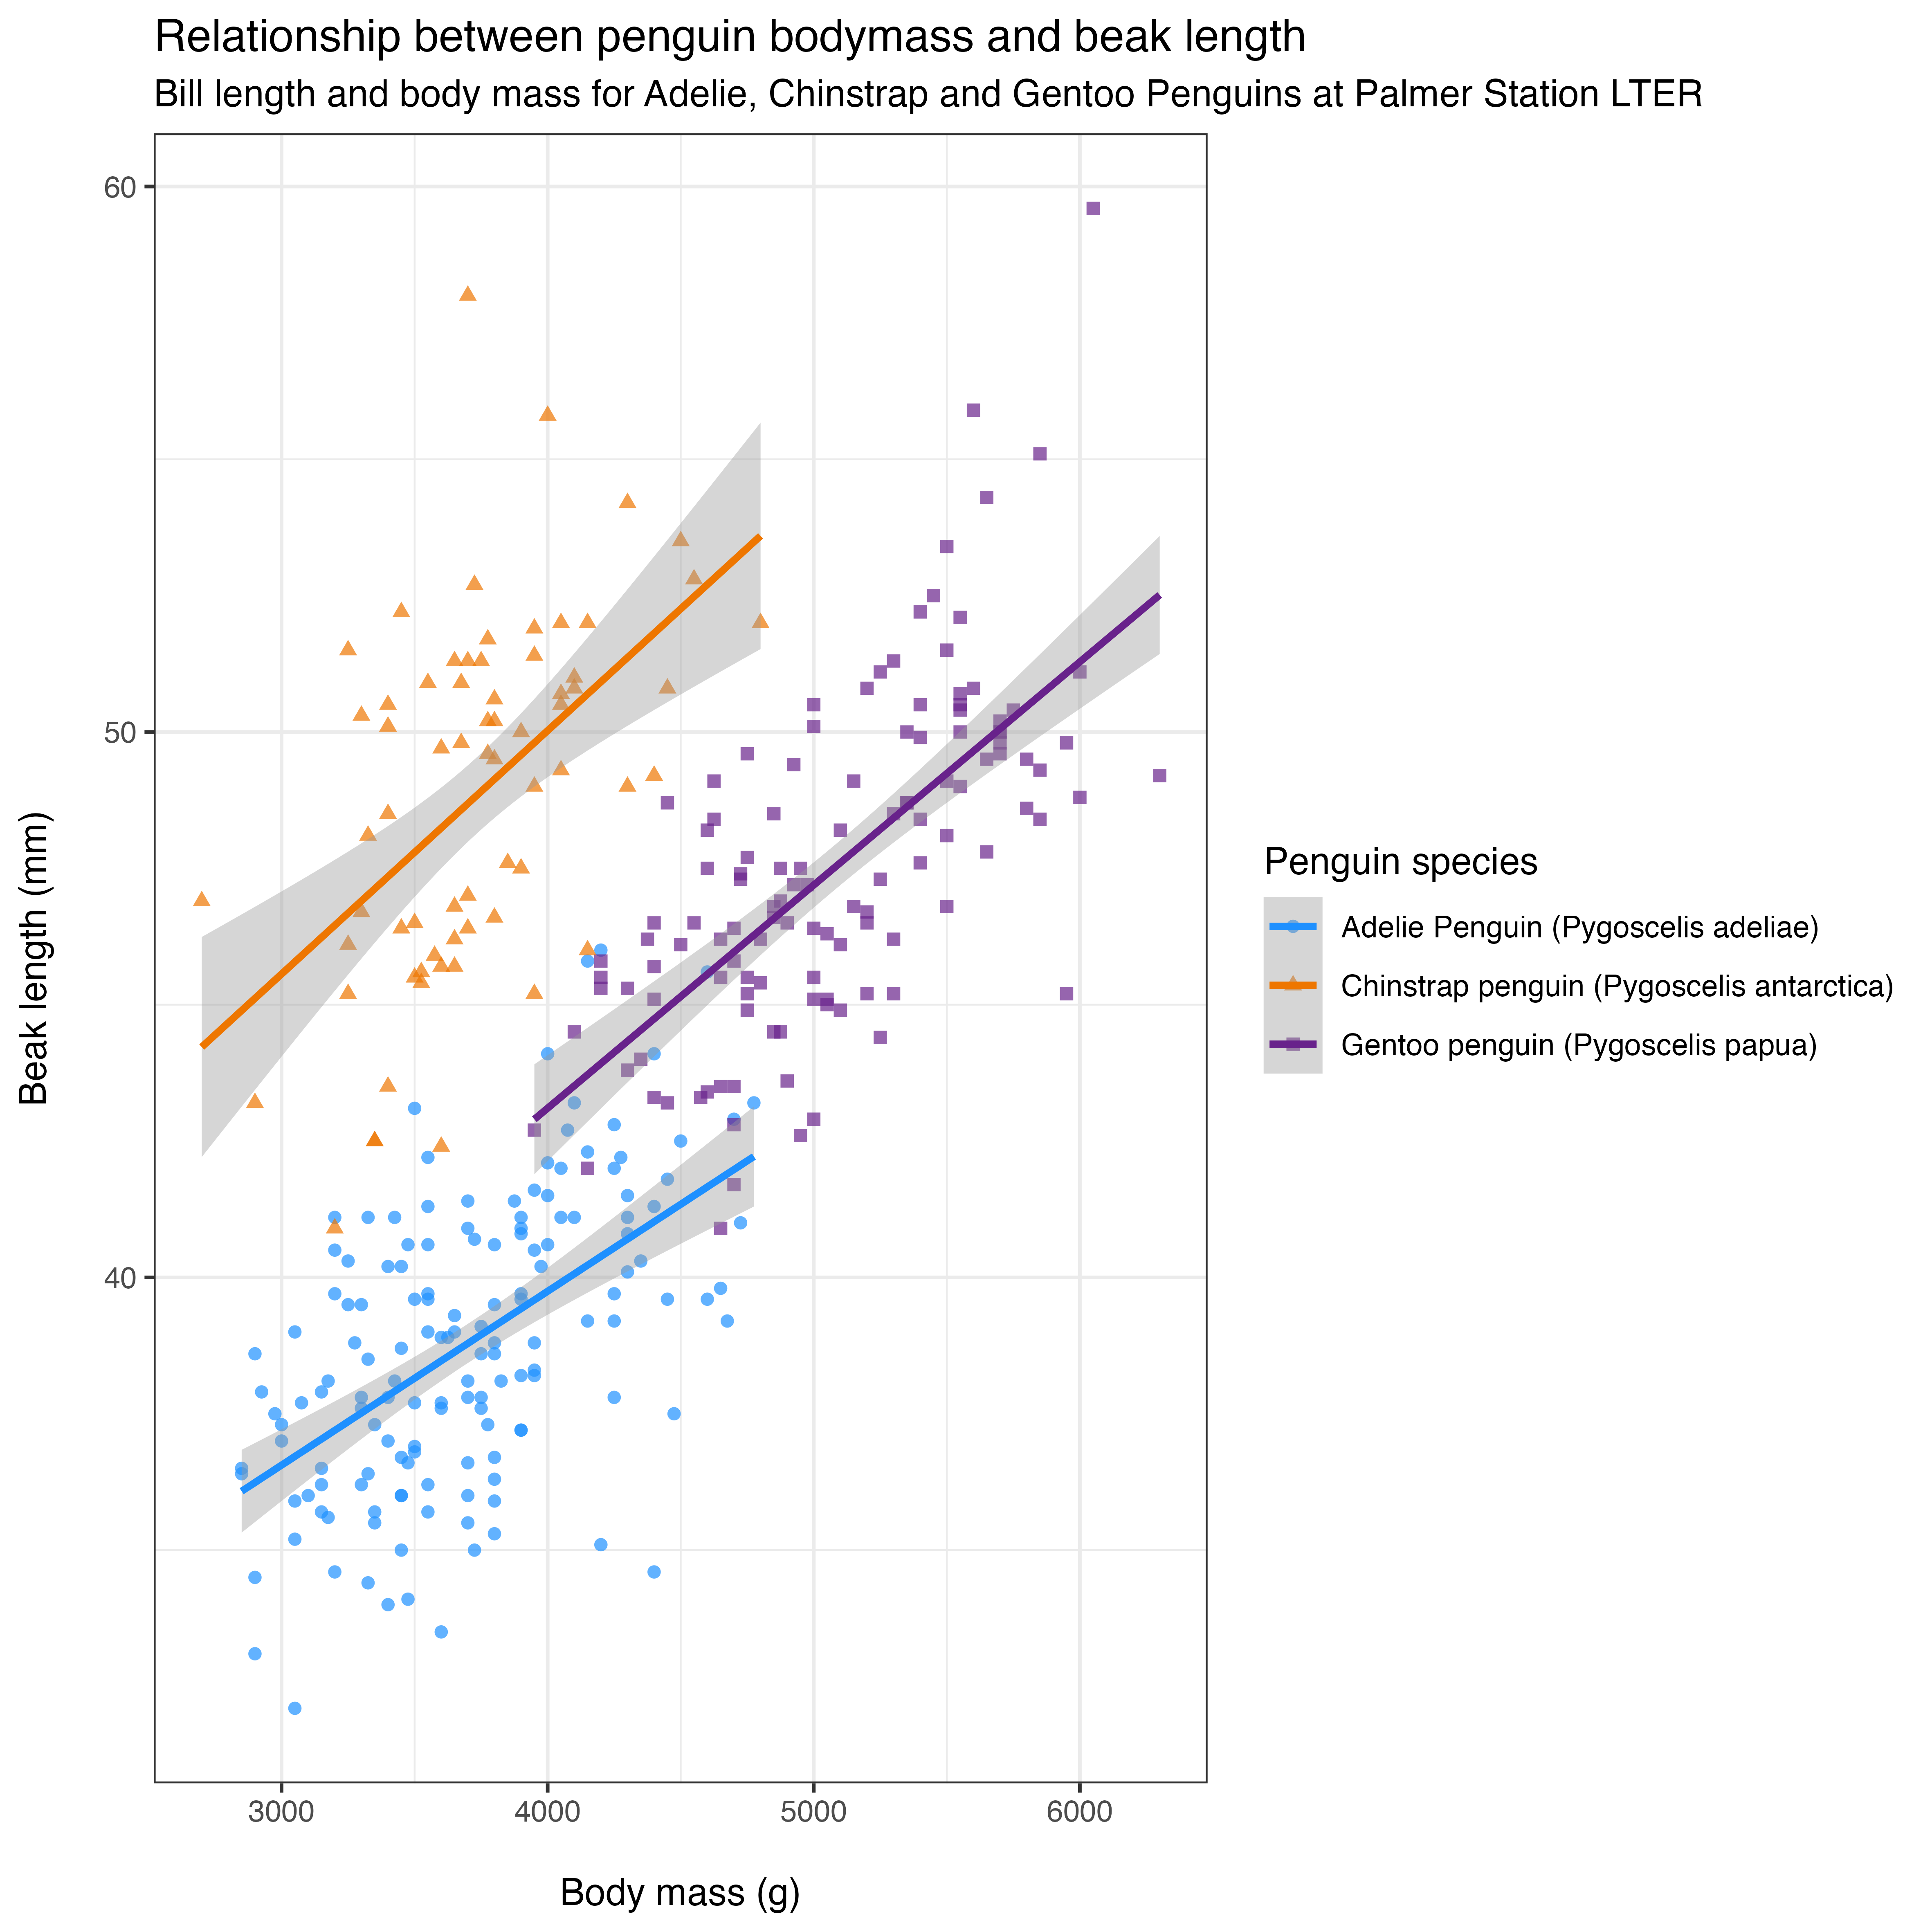 Relationship between penguin bodymass and beak length
Bill length and body mass for Adelie, Chinstrap and Gentoo Penguins at Palmer Station LTER
60
50
40
Beak length (mm)
3000 4000 5000 6000
Body mass (g)
Penguin species
Adelie Penguin (Pygoscelis adeliae)
Chinstrap penguin (Pygoscelis antarctica)
Gentoo penguin (Pygoscelis papua)